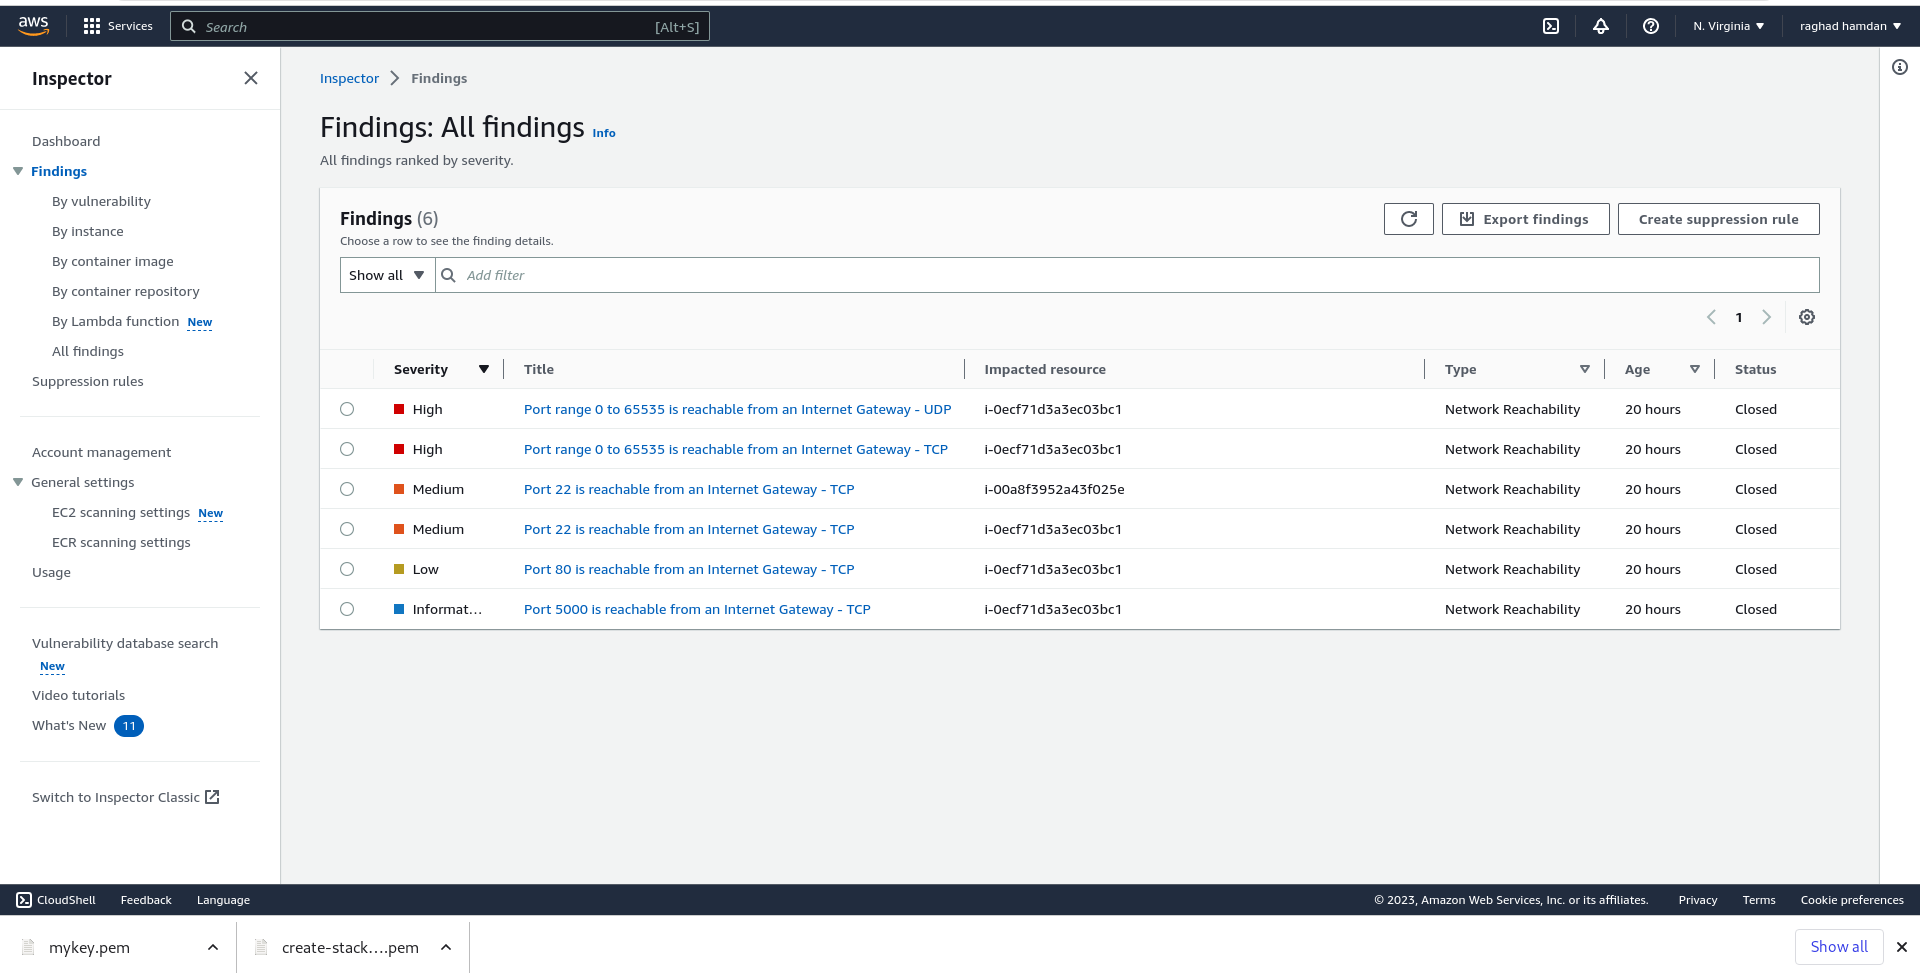 aws Services Search [Alt+S] N. Virginia raghad hamdan
Inspector
Dashboard
Findings
By vulnerability
By instance
By container image
By container repository
By Lambda function New
All findings
Suppression rules
Account management
General settings
EC2 scanning settings New
ECR scanning settings
Usage
Vulnerability database search
New
Video tutorials
What's New 11
Switch to Inspector Classic
Inspector Findings
Findings: All findings Info
All findings ranked by severity.
Findings (6)
Choose a row to see the finding details.
Export findings Create suppression rule
Show all Add filter
1
Severity Title Impacted resource Type Age Status
High Port range 0 to 65535 is reachable from an Internet Gateway - UDP i-0ecf71d3a3ec03bc1 Network Reachability 20 hours Closed
High Port range 0 to 65535 is reachable from an Internet Gateway - TCP i-0ecf71d3a3ec03bc1 Network Reachability 20 hours Closed
Medium Port 22 is reachable from an Internet Gateway - TCP i-00a8f3952a43f025e Network Reachability 20 hours Closed
Medium Port 22 is reachable from an Internet Gateway - TCP i-0ecf71d3a3ec03bc1 Network Reachability 20 hours Closed
Low Port 80 is reachable from an Internet Gateway - TCP i-0ecf71d3a3ec03bc1 Network Reachability 20 hours Closed
Informat... Port 5000 is reachable from an Internet Gateway - TCP i-0ecf71d3a3ec03bc1 Network Reachability 20 hours Closed
CloudShell Feedback Language © 2023, Amazon Web Services, Inc. or its affiliates. Privacy Terms Cookie preferences
mykey.pem create-stack....pem Show all